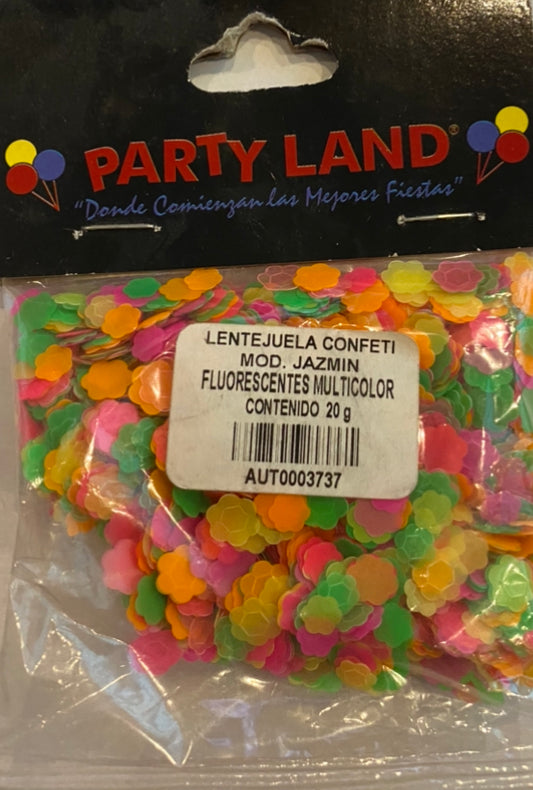 PARTY LAND®
"Donde Comienzan las Mejores Fiestas"
LENTEJUELA CONFETI
MOD. JAZMIN
FLUORESCENTES MULTICOLOR
CONTENIDO 20 g
AUT0003737